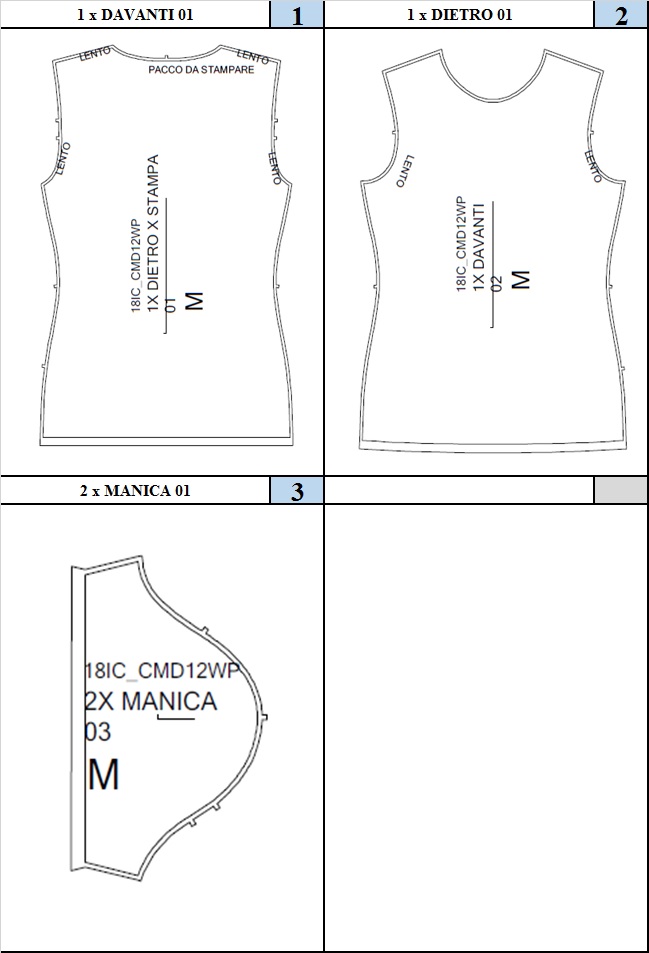 1 x DAVANTI 01
1
LENTO
LENTO
PACCO DA STAMPARE
LENTO
LENTO
18IC_CMD12WP
1X DIETRO X STAMPA
01
M
1 x DIETRO 01
2
LENTO
LENTO
18IC_CMD12WP
1X DAVANTI
02
M
2 x MANICA 01
3
18IC_CMD12WP
2X MANICA
03
M